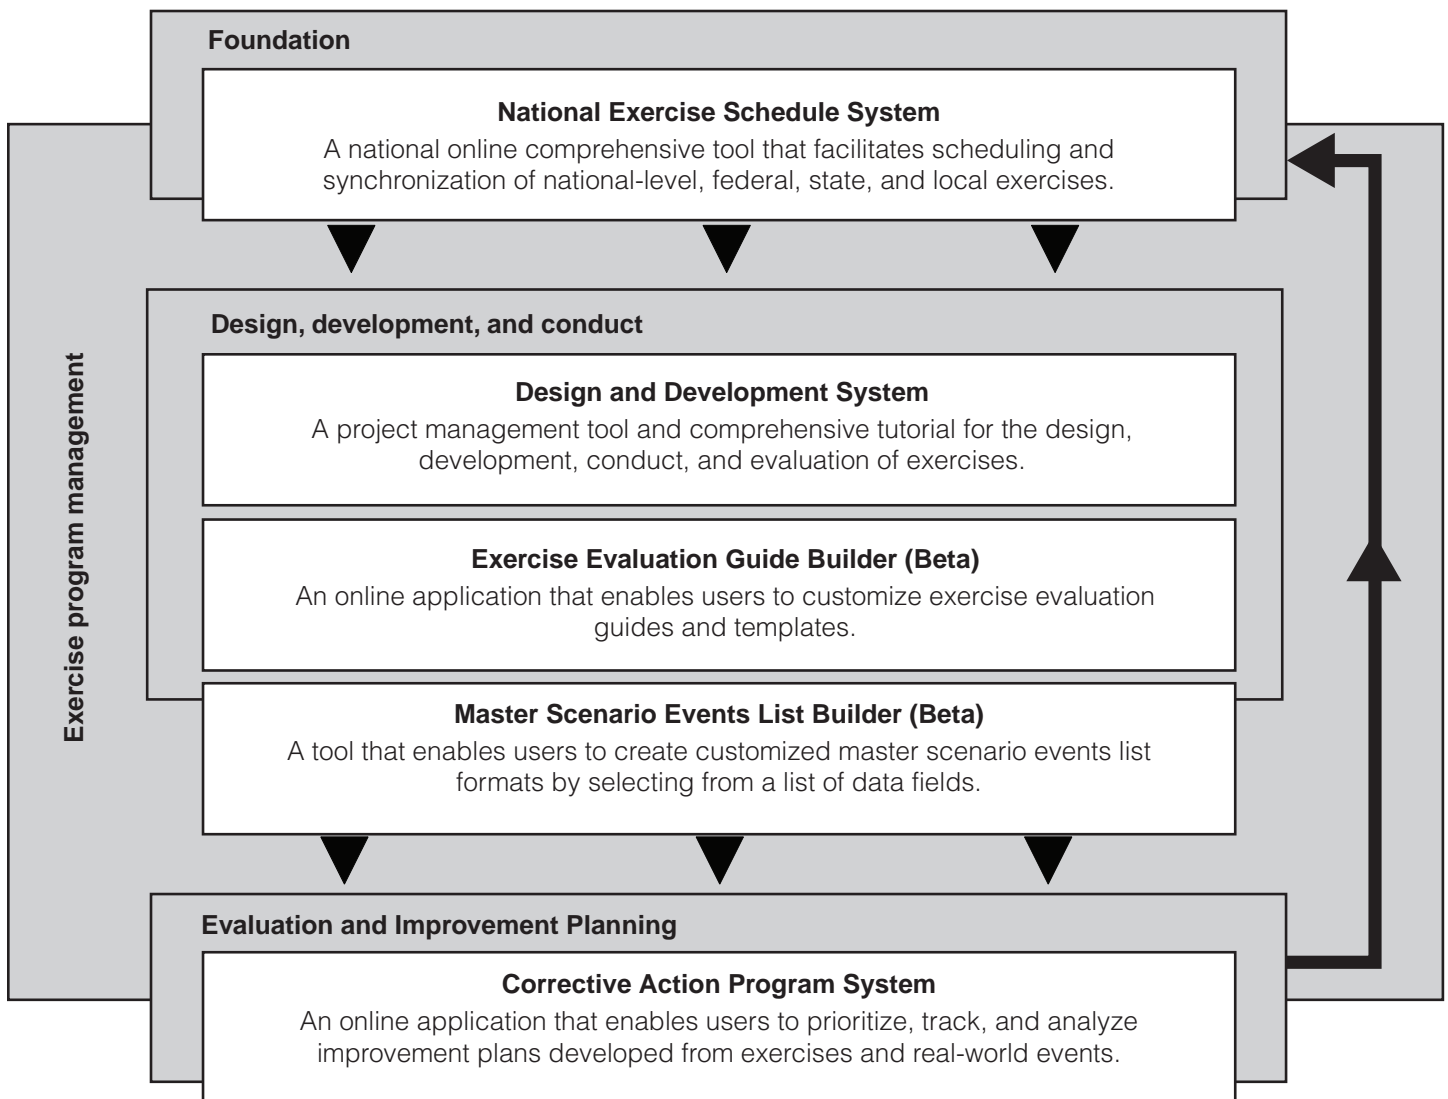 Foundation
National Exercise Schedule System
A national online comprehensive tool that facilitates scheduling and
synchronization of national-level, federal, state, and local exercises.
Exercise program management
Design, development, and conduct
Design and Development System
A project management tool and comprehensive tutorial for the design,
development, conduct, and evaluation of exercises.
Exercise Evaluation Guide Builder (Beta)
An online application that enables users to customize exercise evaluation
guides and templates.
Master Scenario Events List Builder (Beta)
A tool that enables users to create customized master scenario events list
formats by selecting from a list of data fields.
Evaluation and Improvement Planning
Corrective Action Program System
An online application that enables users to prioritize, track, and analyze
improvement plans developed from exercises and real-world events.